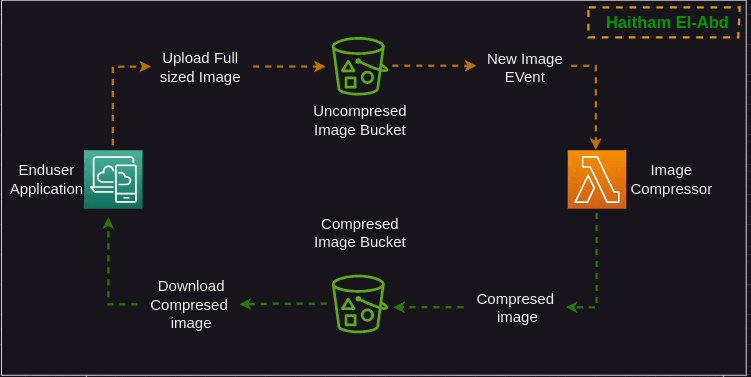 Haitham El-Abd
Upload Full
sized Image
New Image
EVent
Uncompresed
Image Bucket
Enduser
Application
Image
Compressor
Compresed
Image Bucket
Download
Compresed
image
Compresed
image